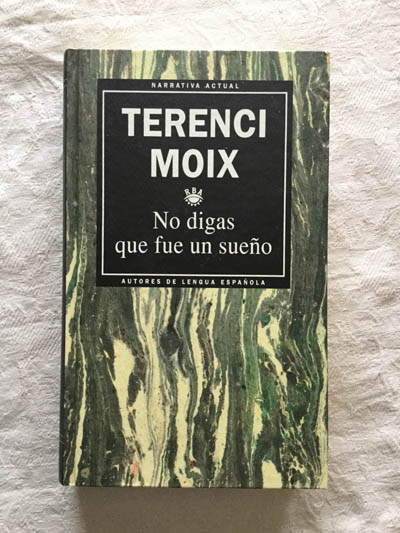 NARRATIVA ACTUAL
TERENCI
MOIX
RBA
No digas
que fue un sueño
AUTORES DE LENGUA ESPAÑOLA